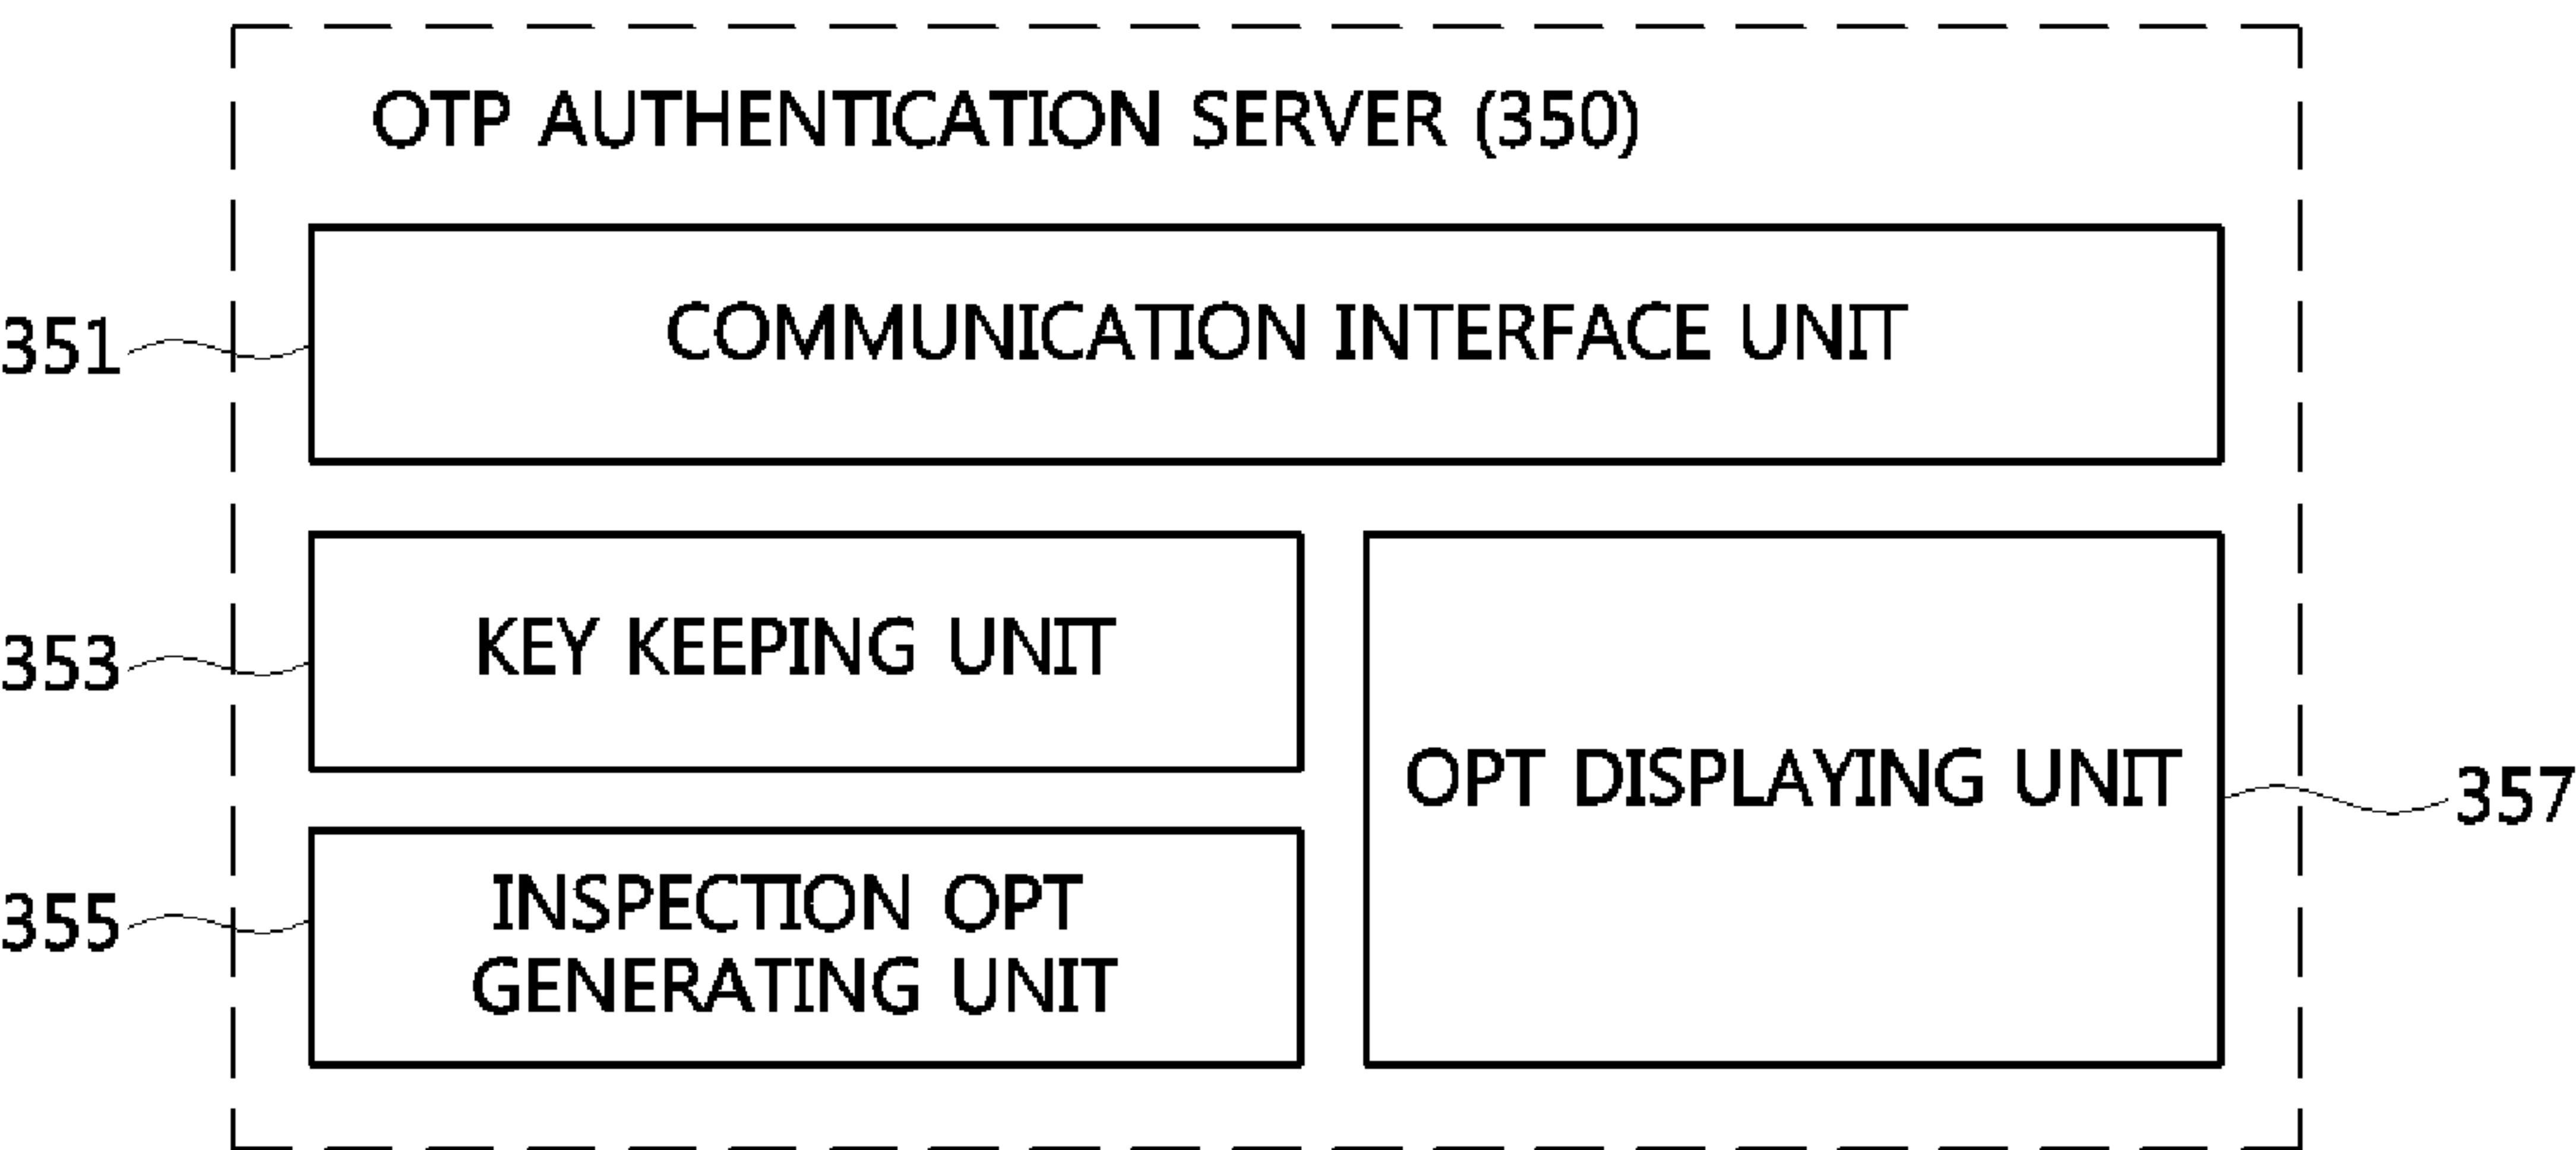 OTP AUTHENTICATION SERVER (350)
351
COMMUNICATION INTERFACE UNIT
353
KEY KEEPING UNIT
OPT DISPLAYING UNIT
357
355
INSPECTION OPT
GENERATING UNIT